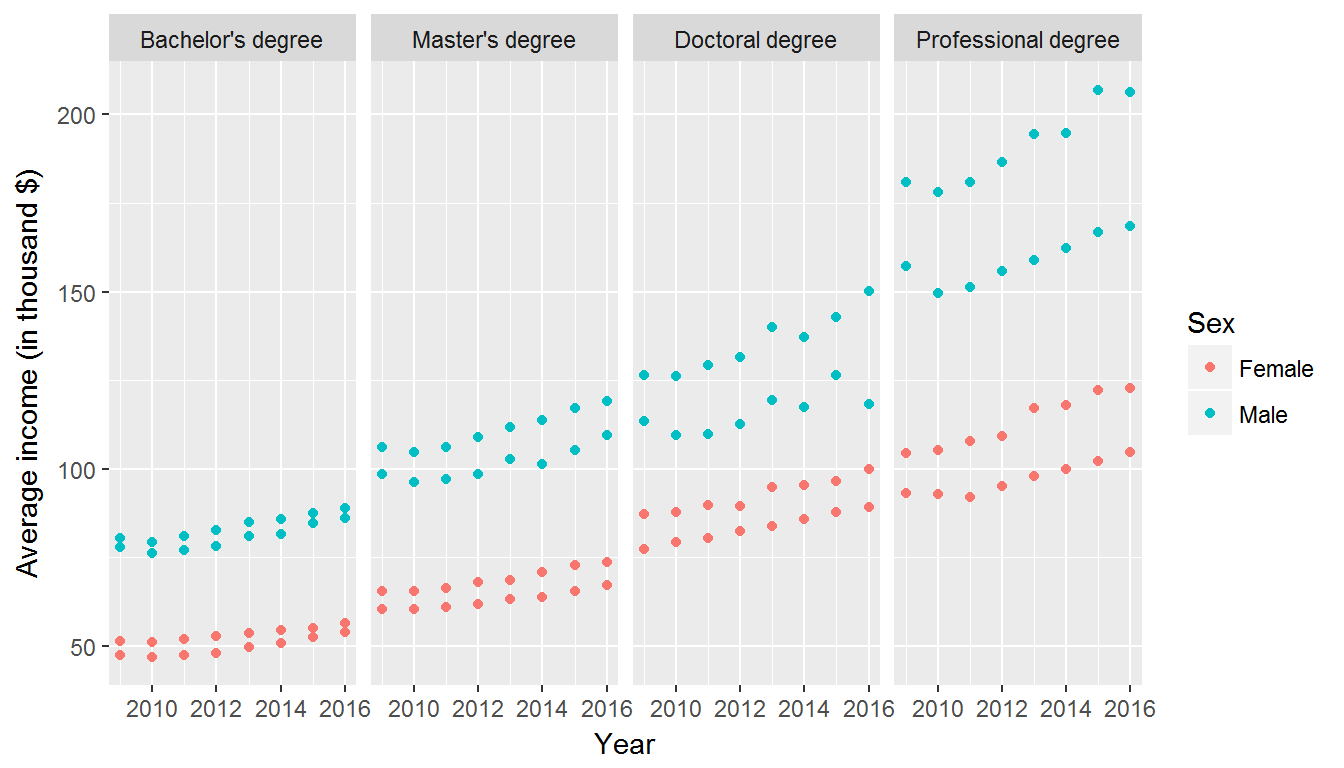 Bachelor's degree Master's degree Doctoral degree Professional degree
200
150
100
50
Average income (in thousand $)
2010 2012 2014 2016 2010 2012 2014 2016 2010 2012 2014 2016 2010 2012 2014 2016
Year
Sex
Female
Male